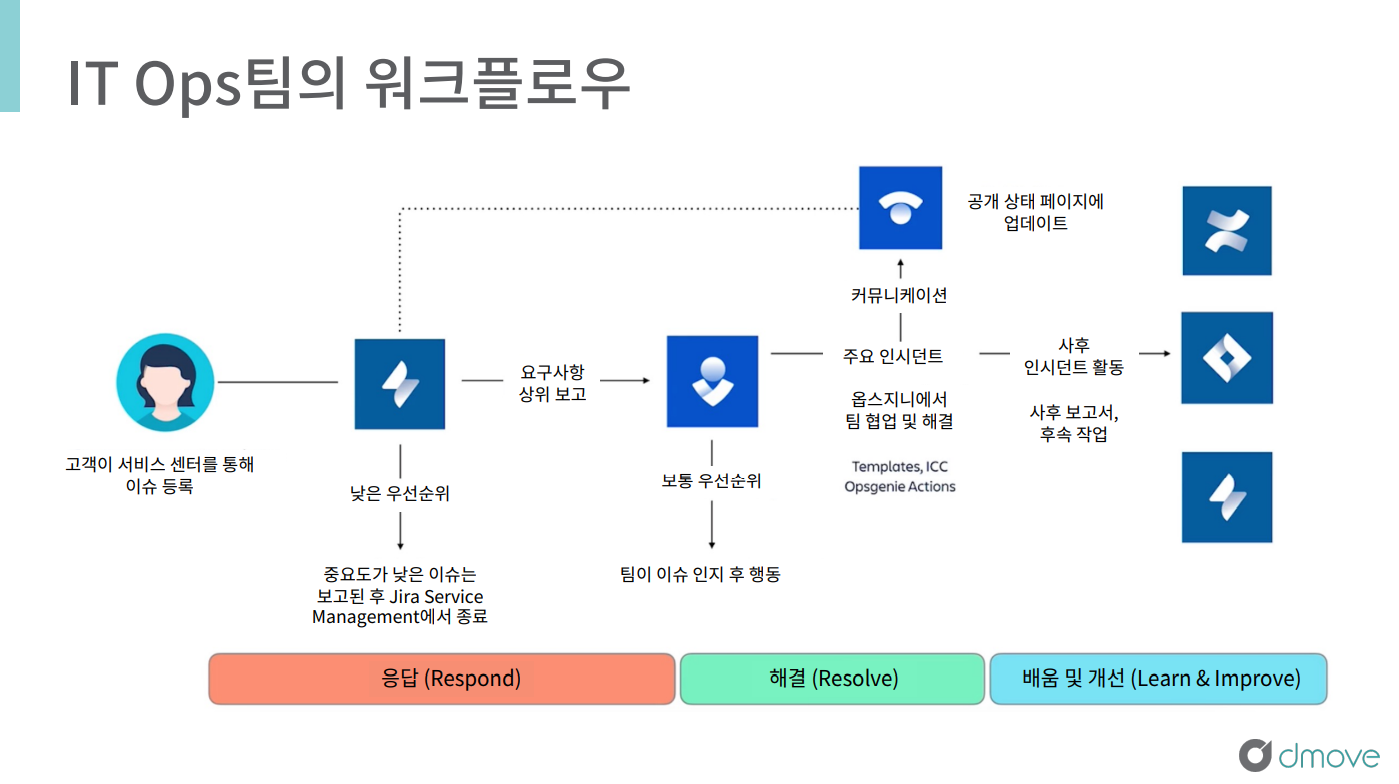 IT Ops팀의 워크플로우
공개 상태 페이지에
업데이트
커뮤니케이션
고객이 서비스 센터를 통해
이슈 등록
요구사항
상위 보고
주요 인시던트
옵스지니에서
팀 협업 및 해결
Templates, ICC
Opsgenie Actions
사후
인시던트 활동
사후 보고서,
후속 작업
낮은 우선순위
중요도가 낮은 이슈는
보고된 후 Jira Service
Management에서 종료
보통 우선순위
팀이 이슈 인지 후 행동
응답 (Respond)
해결 (Resolve)
배움 및 개선 (Learn & Improve)
dmove